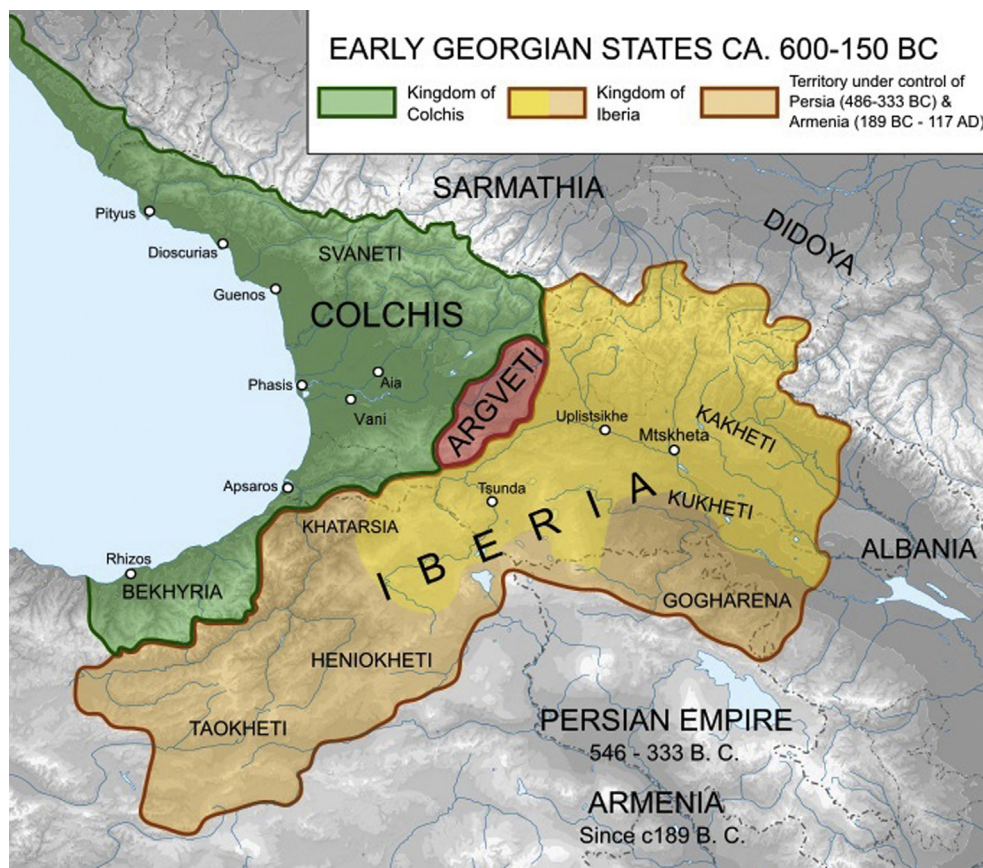 EARLY GEORGIAN STATES CA. 600-150 BC
Kingdom of
Colchis
Kingdom of
Iberia
Territory under control of
Persia (486-333 BC) &
Armenia (189 BC - 117 AD)
SARMATHIA
DIDOYA
Pityus
Dioscurias
SVANETI
Guenos
COLCHIS
Phasis
Aia
Vani
ARGVETI
Uplistsikhe
Mtskheta
KAKHETI
Apsaros
Tsunda
KUKHETI
KHATARSIA
IBERIA
ALBANIA
Rhizos
BEKHYRIA
GOGHARENA
HENIOKHETI
TAOKHETI
PERSIAN EMPIRE
546 - 333 B. C.
ARMENIA
Since c189 B. C.